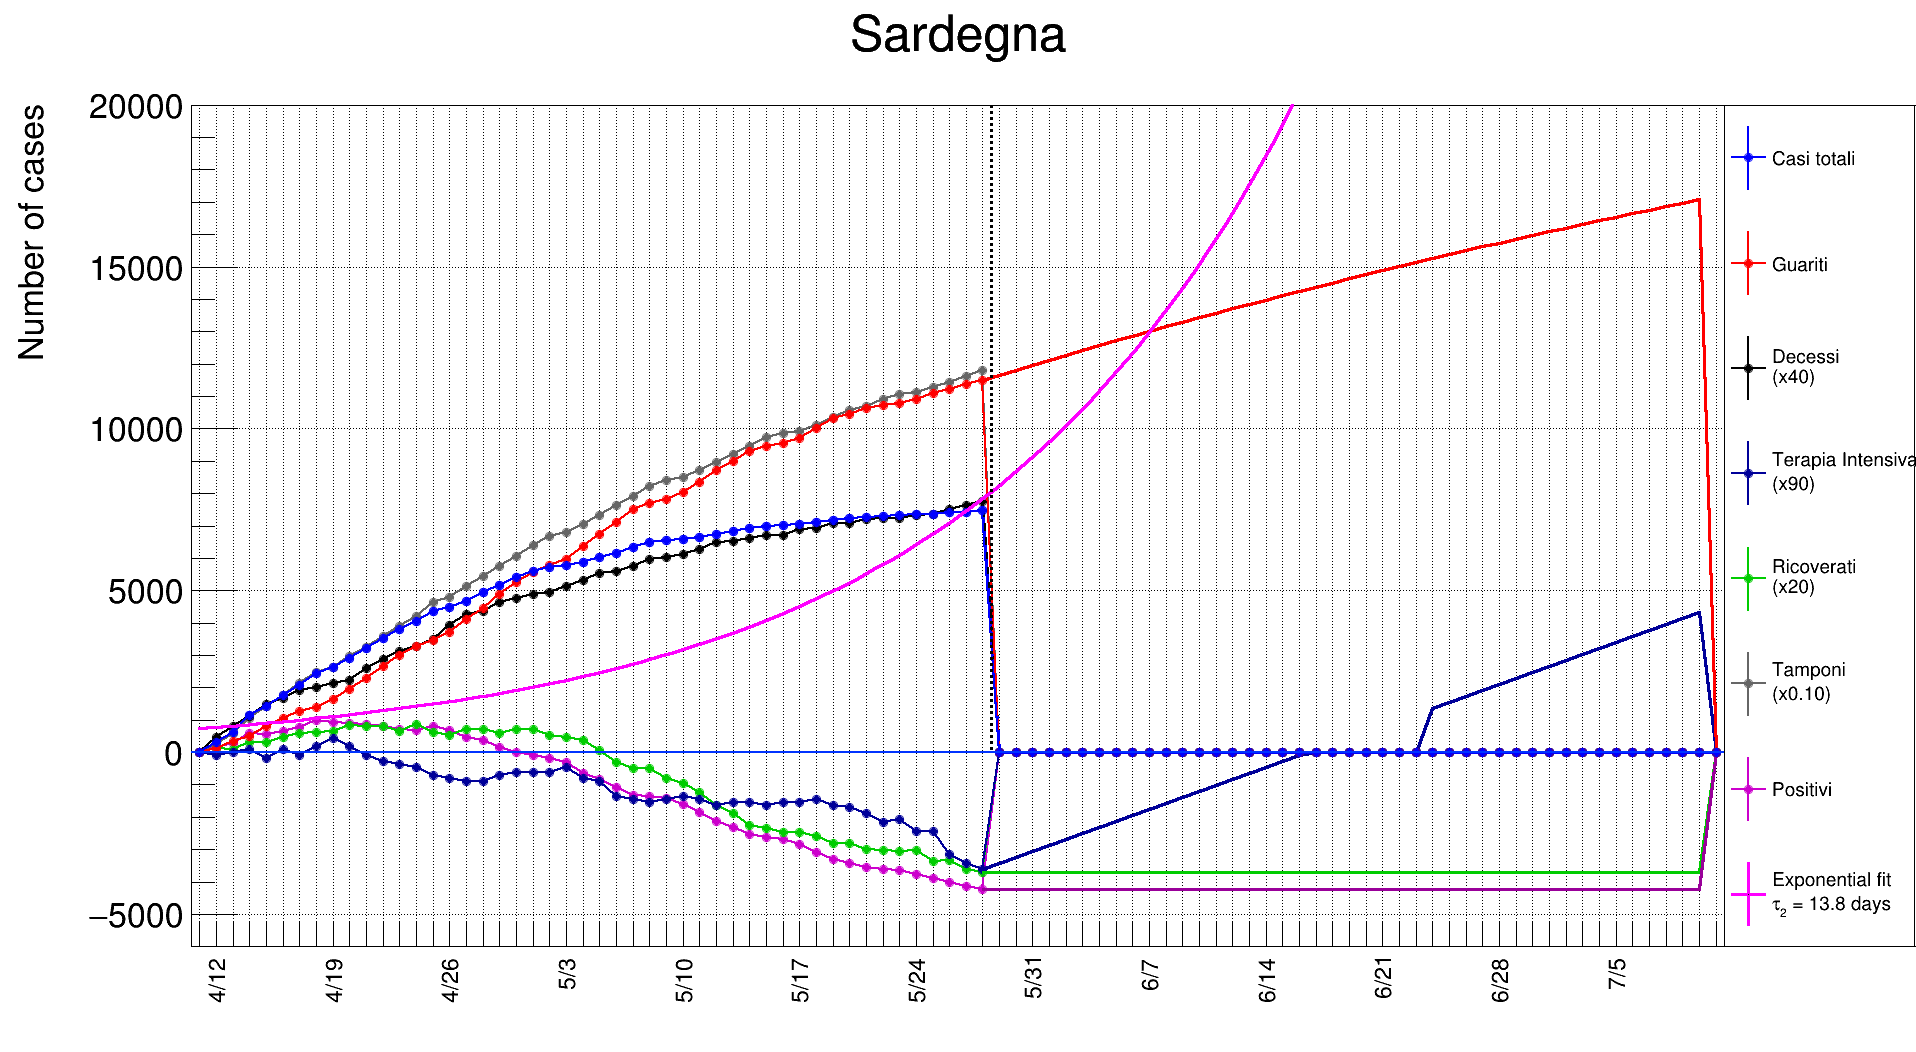 Sardegna
Number of cases
20000
15000
10000
5000
0
−5000
4/12
4/19
4/26
5/3
5/10
5/17
5/24
5/31
6/7
6/14
6/21
6/28
7/5
Casi totali
Guariti
Decessi
(x40)
Terapia Intensiva
(x90)
Ricoverati
(x20)
Tamponi
(x0.10)
Positivi
Exponential fit
τ2 = 13.8 days